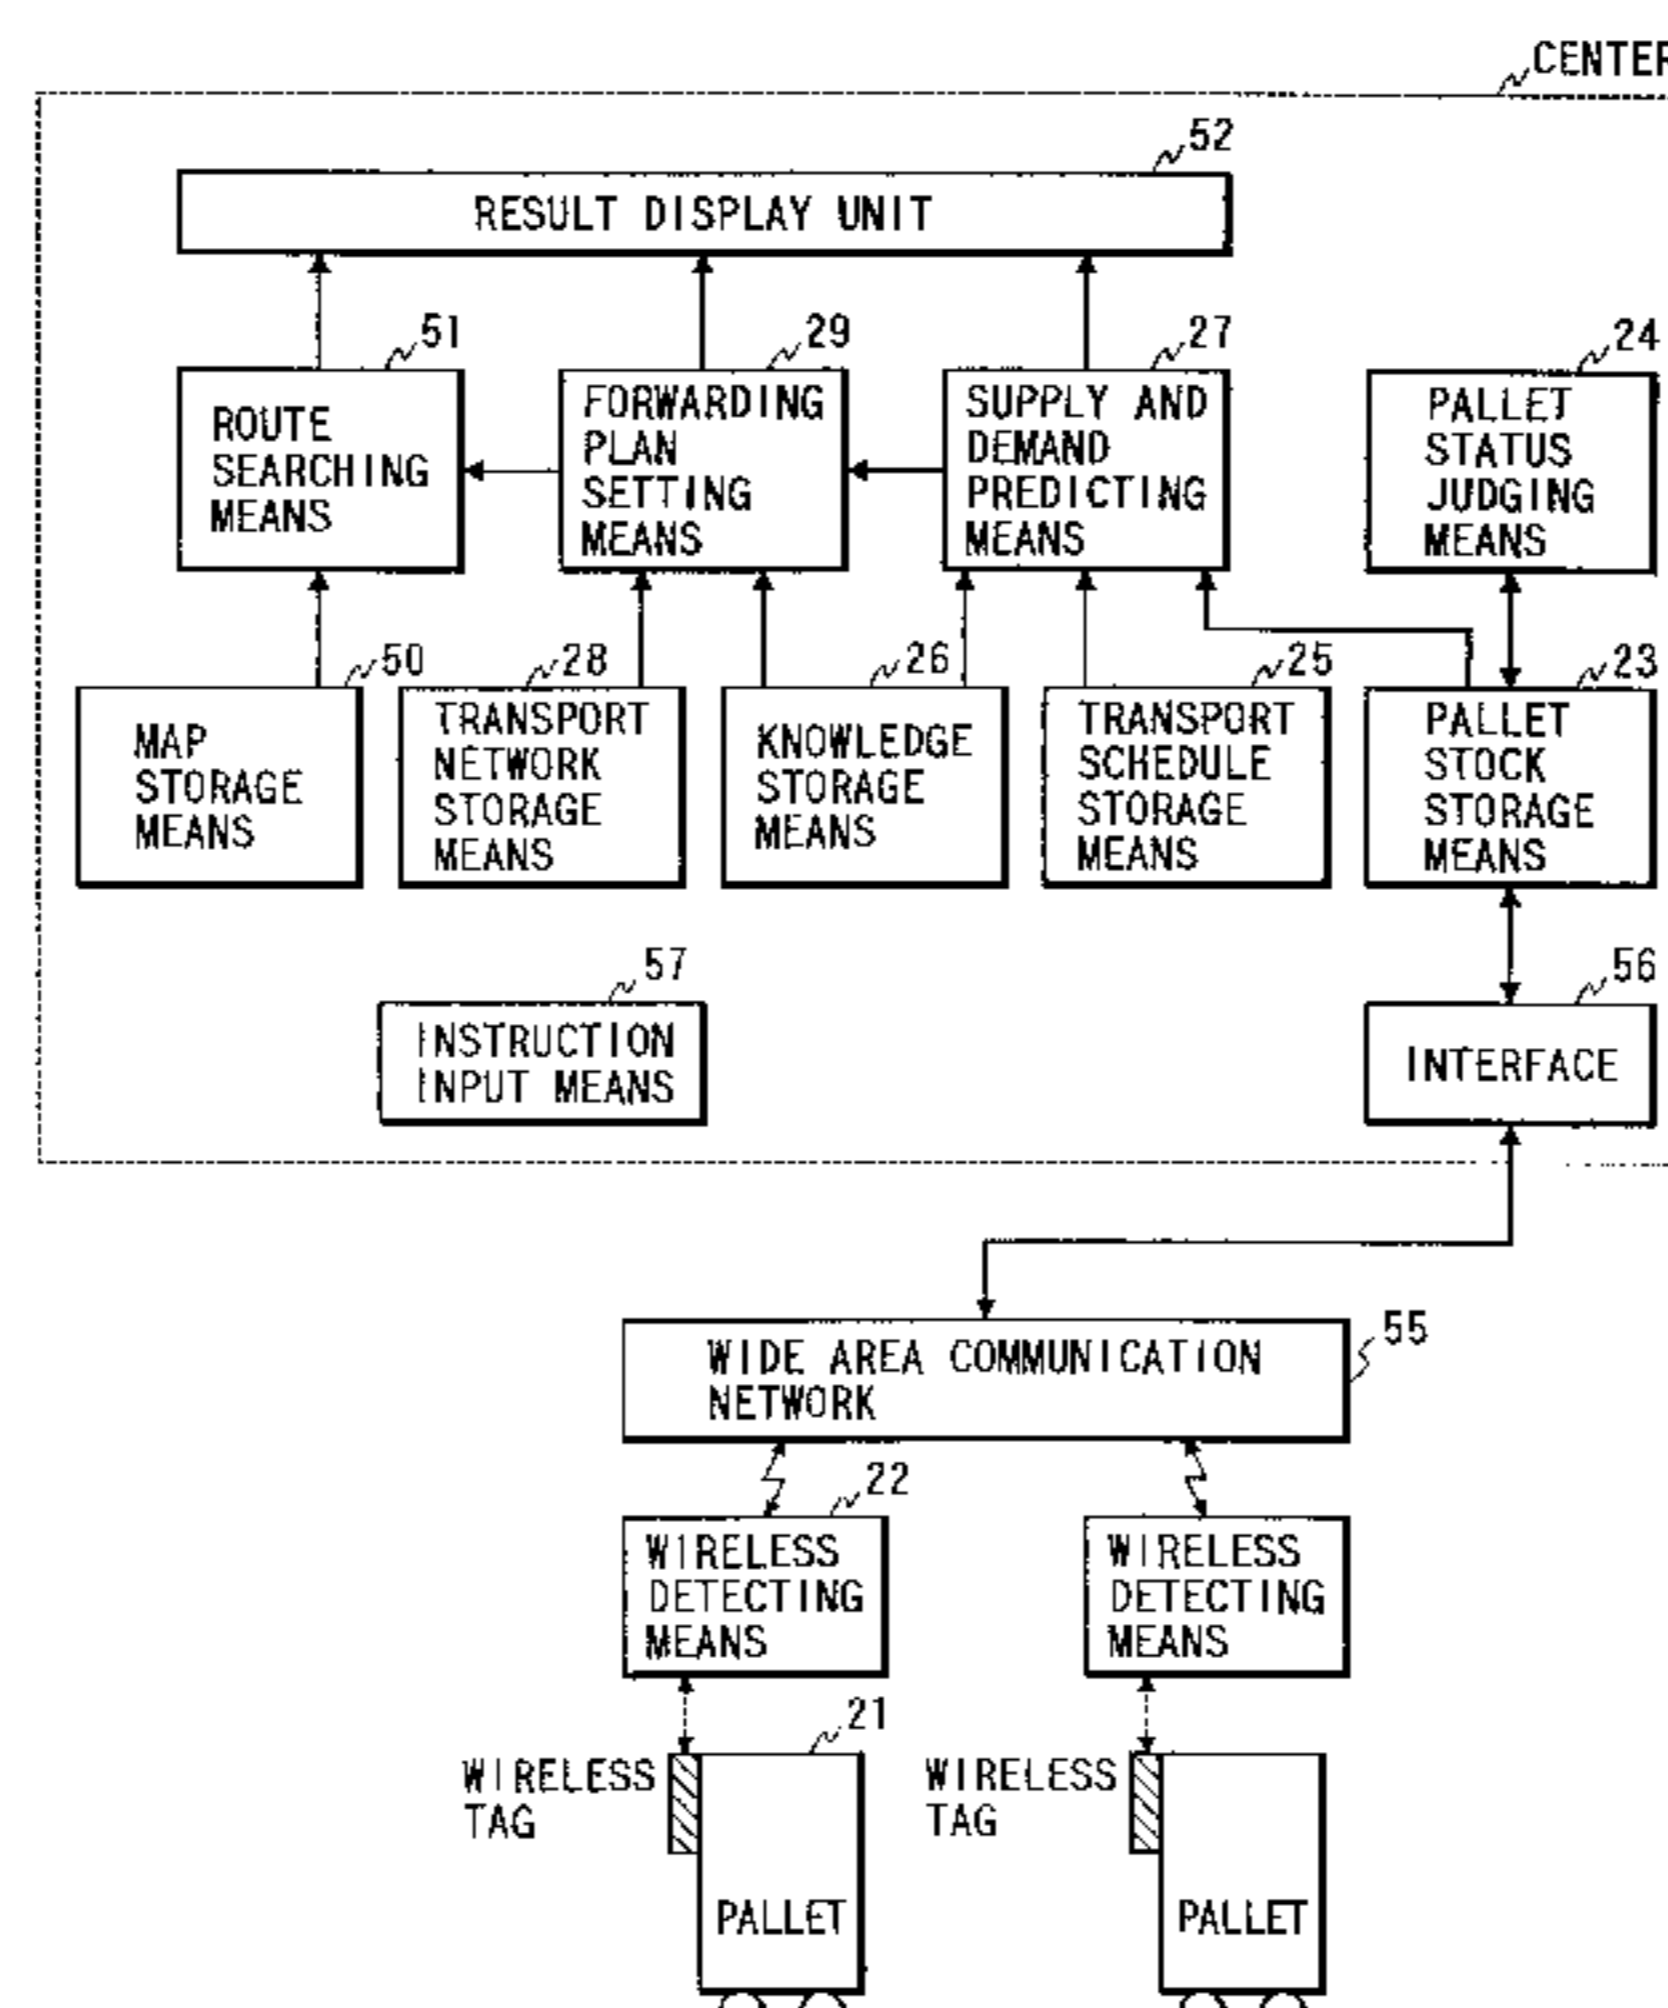 CENTER
52
RESULT DISPLAY UNIT
51
ROUTE
SEARCHING
MEANS
29
FORWARDING
PLAN
SETTING
MEANS
27
SUPPLY AND
DEMAND
PREDICTING
MEANS
24
PALLET
STATUS
JUDGING
MEANS
50
MAP
STORAGE
MEANS
28
TRANSPORT
NETWORK
STORAGE
MEANS
26
KNOWLEDGE
STORAGE
MEANS
25
TRANSPORT
SCHEDULE
STORAGE
MEANS
23
PALLET
STOCK
STORAGE
MEANS
57
INSTRUCTION
INPUT MEANS
56
INTERFACE
55
WIDE AREA COMMUNICATION
NETWORK
22
WIRELESS
DETECTING
MEANS
WIRELESS
DETECTING
MEANS
21
WIRELESS
TAG
PALLET
WIRELESS
TAG
PALLET